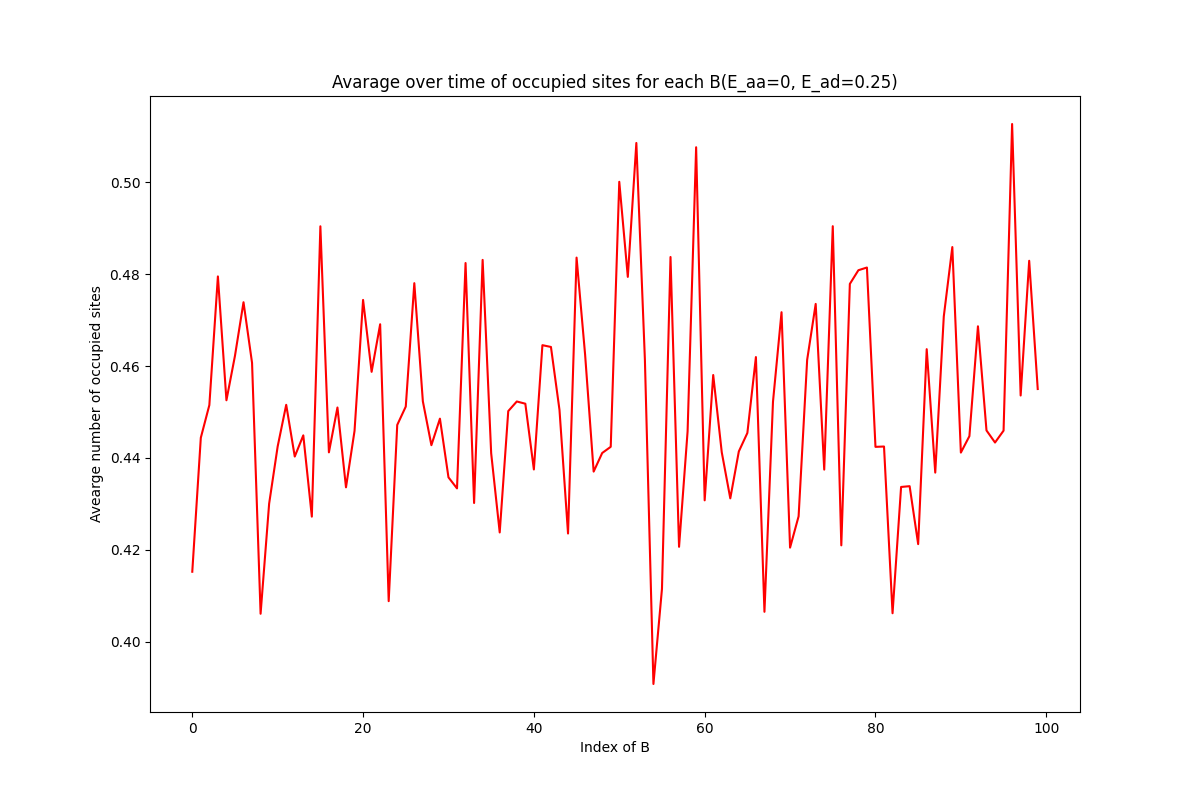 Avarage over time of occupied sites for each B(E_aa=0, E_ad=0.25)
0.50
0.48
0.46
0.44
0.42
0.40
Avearge number of occupied sites
0 20 40 60 80 100
Index of B